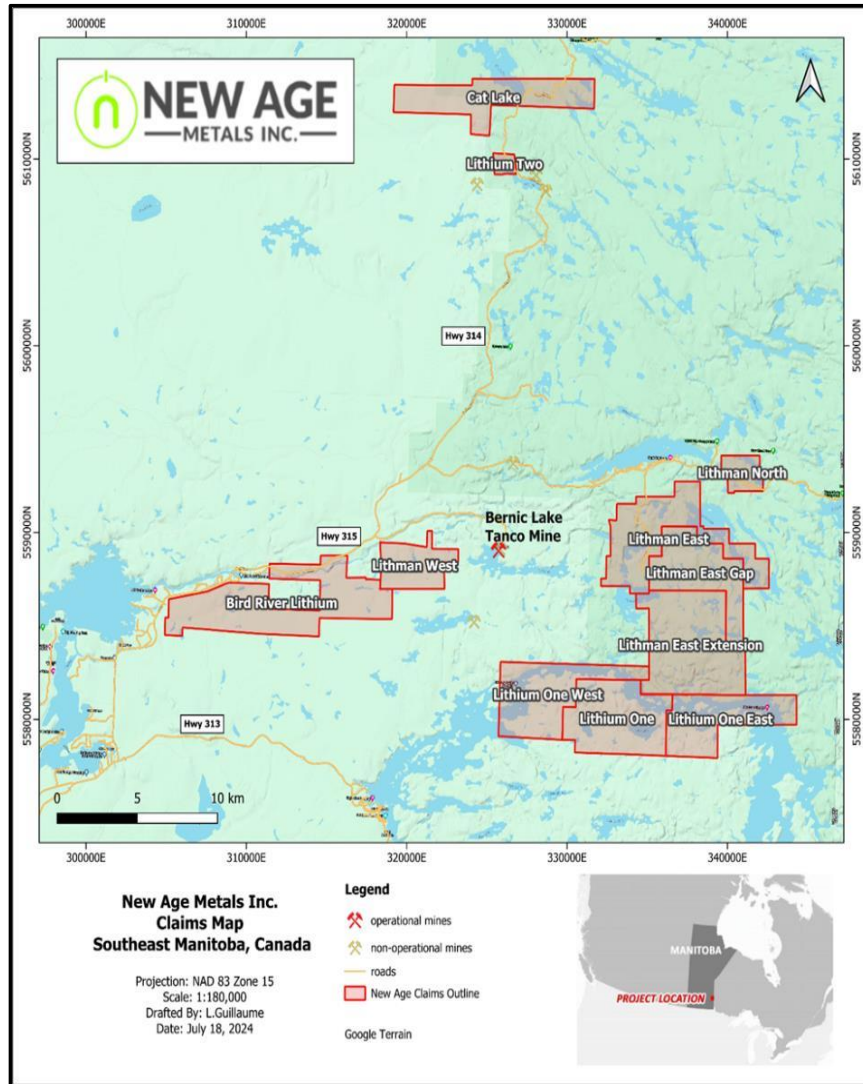 300000E 310000E 320000E 330000E 340000E
NEW AGE
METALS INC.
Cat Lake
Lithium Two
5610000N
5610000N
Hwy 314
5600000N
5600000N
Lithman North
Bernic Lake
Tanco Mine
Lithman East
5590000N
5590000N
Hwy 315
Lithman West
Lithman East Gap
Bird River Lithium
Lithman East Extension
Lithium One West
Lithium One
Lithium One East
Hwy 313
5580000N
5580000N
0 5 10 km
300000E 310000E 320000E 330000E 340000E
New Age Metals Inc.
Claims Map
Southeast Manitoba, Canada
Projection: NAD 83 Zone 15
Scale: 1:180,000
Drafted By: L.Guillaume
Date: July 18, 2024
Legend
operational mines
non-operational mines
roads
New Age Claims Outline
Google Terrain
MANITOBA
PROJECT LOCATION